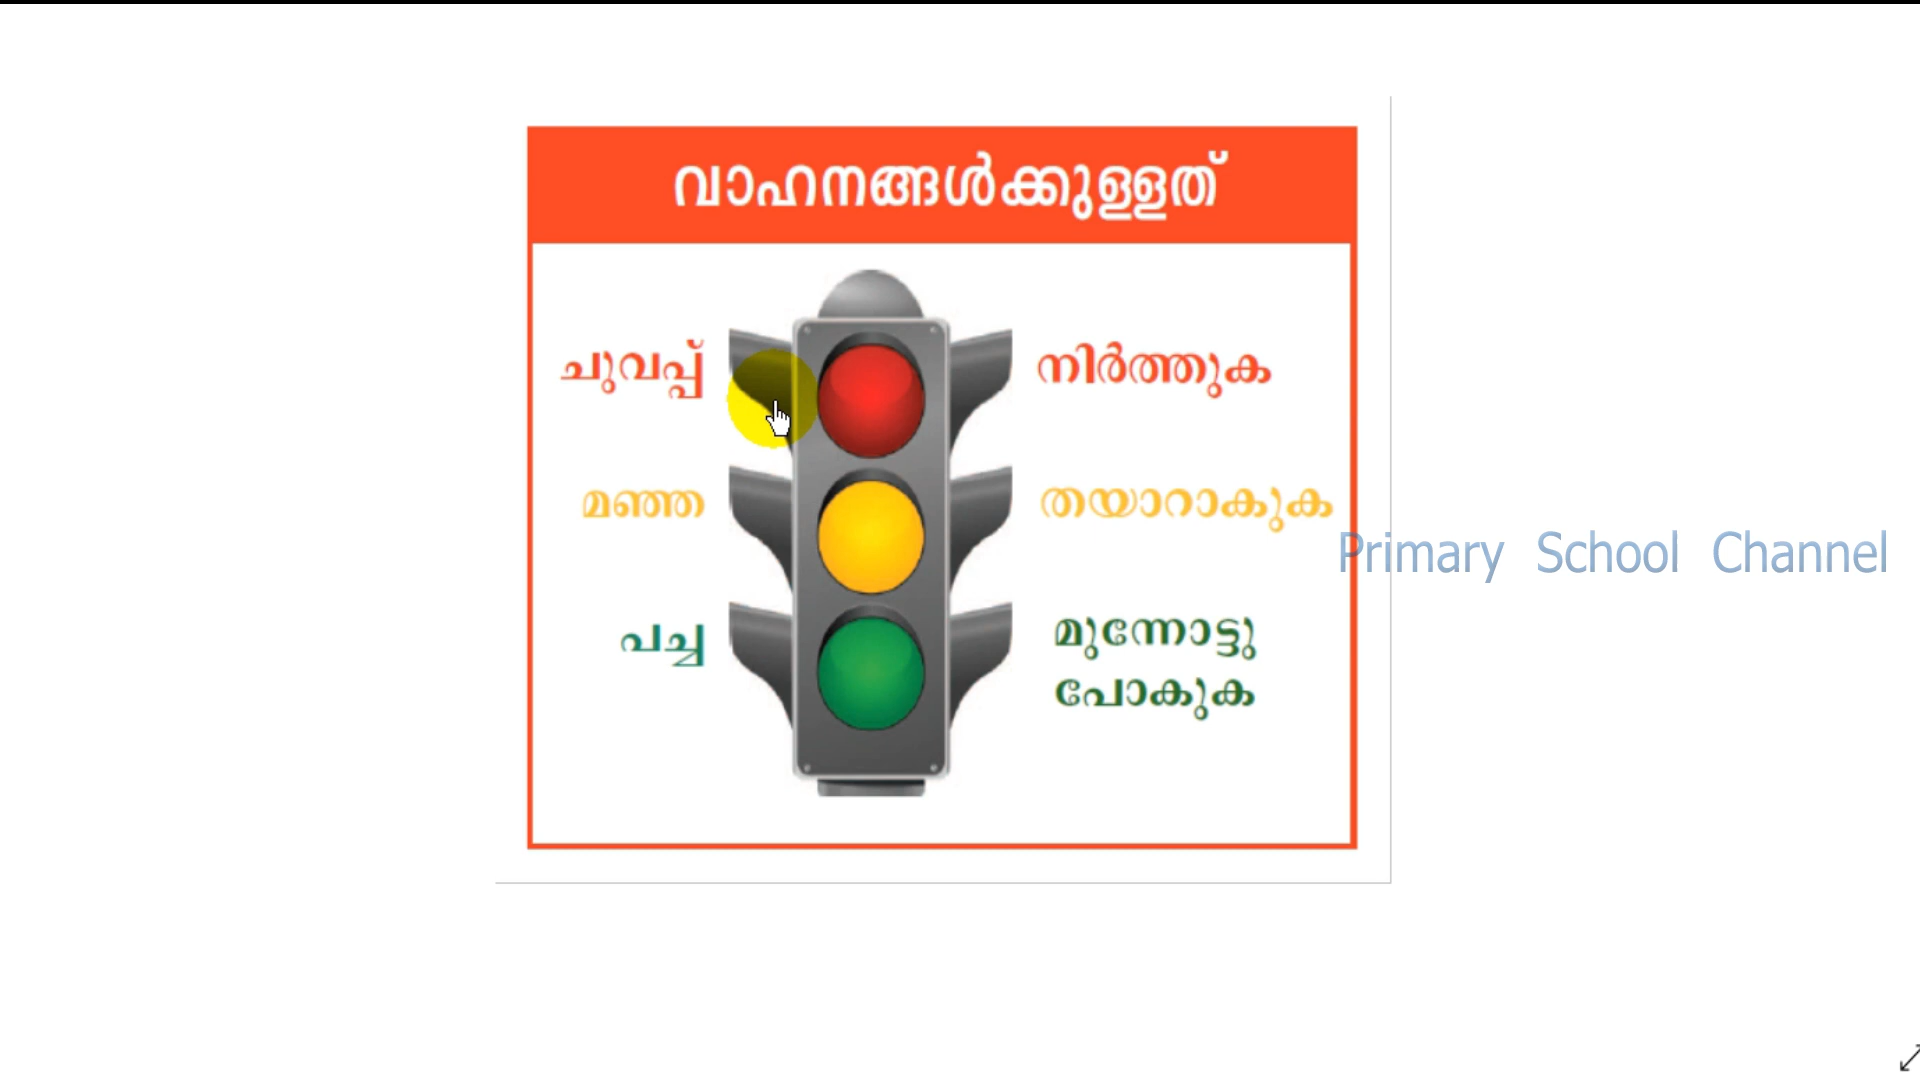 വാഹനങ്ങൾക്കുള്ളത്
ചുവപ്പ്
നിർത്തുക
മഞ്ഞ
തയാറാകുക
Primary School Channel
പച്ച
മുന്നോട്ടു
പോകുക